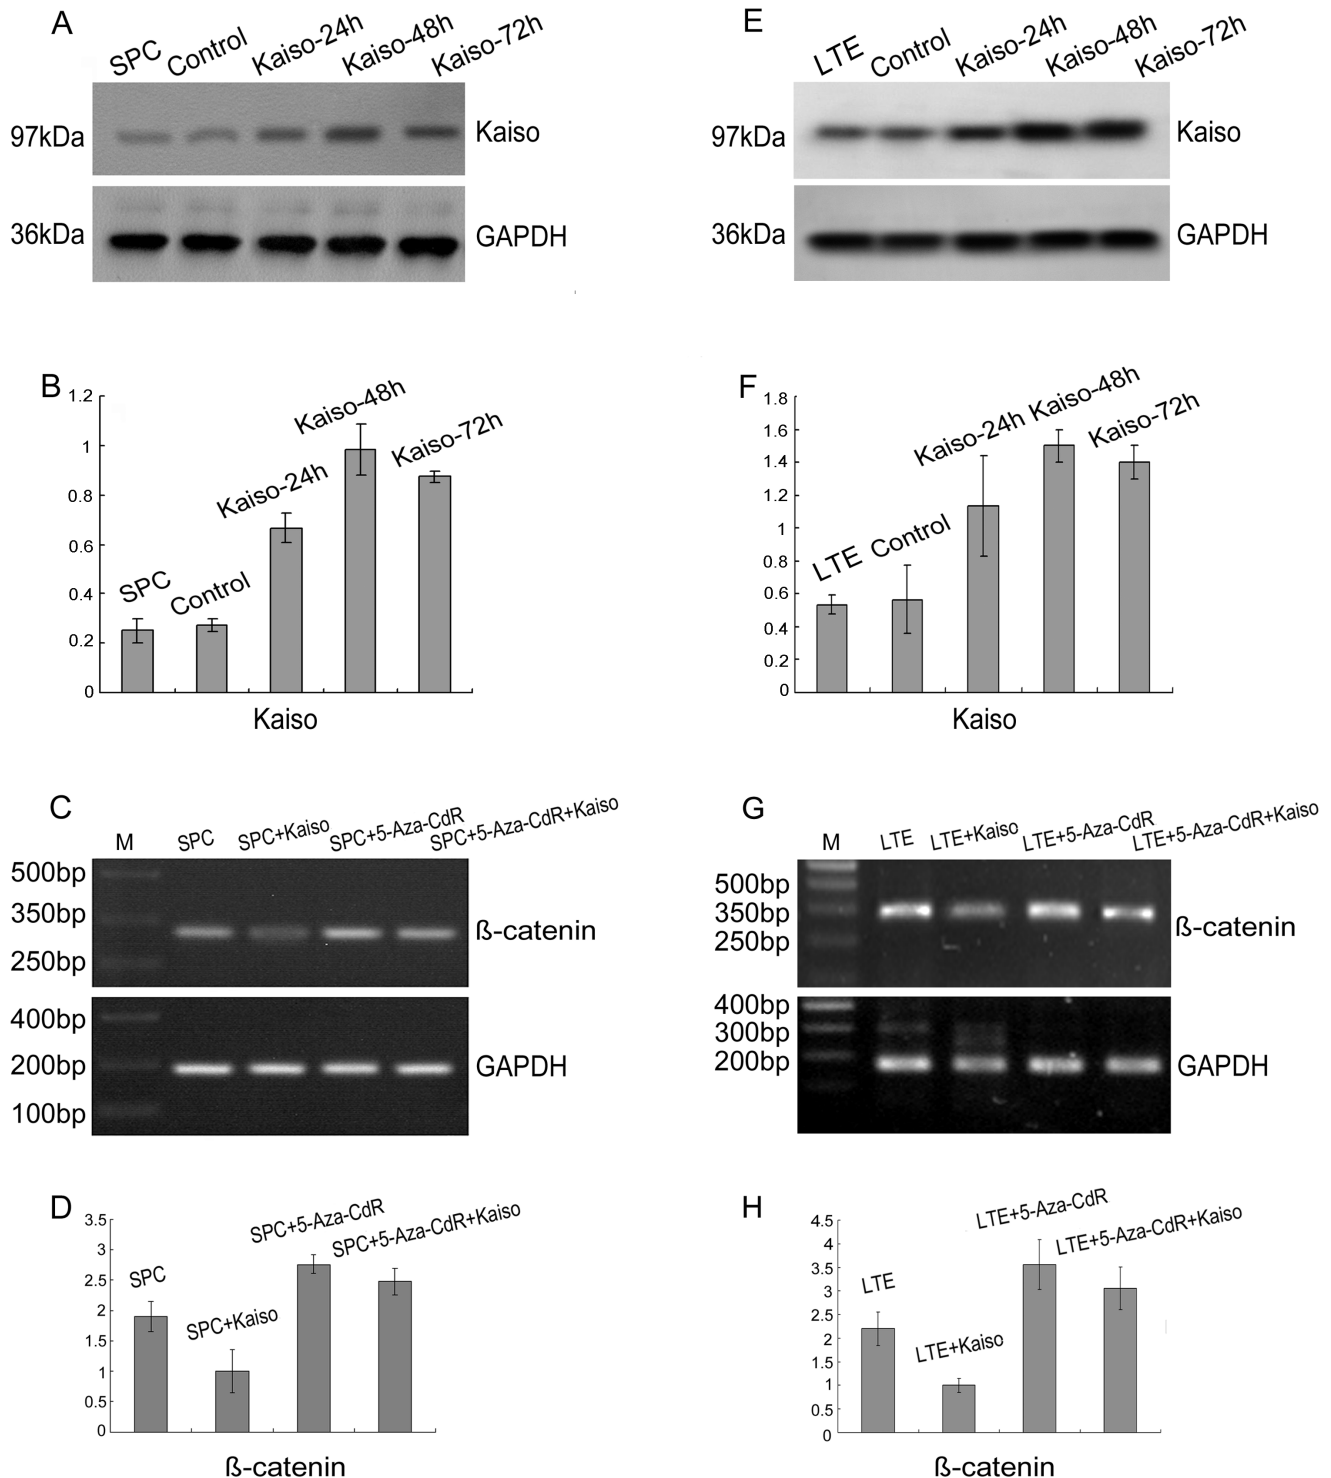 A
SPC Control Kaiso-24h Kaiso-48h Kaiso-72h
97kDa Kaiso
36kDa GAPDH
E
LTE Control Kaiso-24h Kaiso-48h Kaiso-72h
97kDa Kaiso
36kDa GAPDH
B
1.2
1
0.8
0.6
0.4
0.2
0
SPC Control Kaiso-24h Kaiso-48h Kaiso-72h
Kaiso
F
1.8
1.6
1.4
1.2
1
0.8
0.6
0.4
0.2
0
LTE Control Kaiso-24h Kaiso-48h Kaiso-72h
Kaiso
C
M SPC SPC+Kaiso SPC+5-Aza-CdR SPC+5-Aza-CdR+Kaiso
500bp
350bp
250bp
ß-catenin
400bp
200bp
100bp
GAPDH
G
M LTE LTE+Kaiso LTE+5-Aza-CdR LTE+5-Aza-CdR+Kaiso
500bp
350bp
250bp
ß-catenin
400bp
300bp
200bp
GAPDH
D
3.5
3
2.5
2
1.5
1
0.5
0
SPC SPC+Kaiso SPC+5-Aza-CdR SPC+5-Aza-CdR+Kaiso
ß-catenin
H
4.5
4
3.5
3
2.5
2
1.5
1
0.5
0
LTE LTE+Kaiso LTE+5-Aza-CdR LTE+5-Aza-CdR+Kaiso
ß-catenin